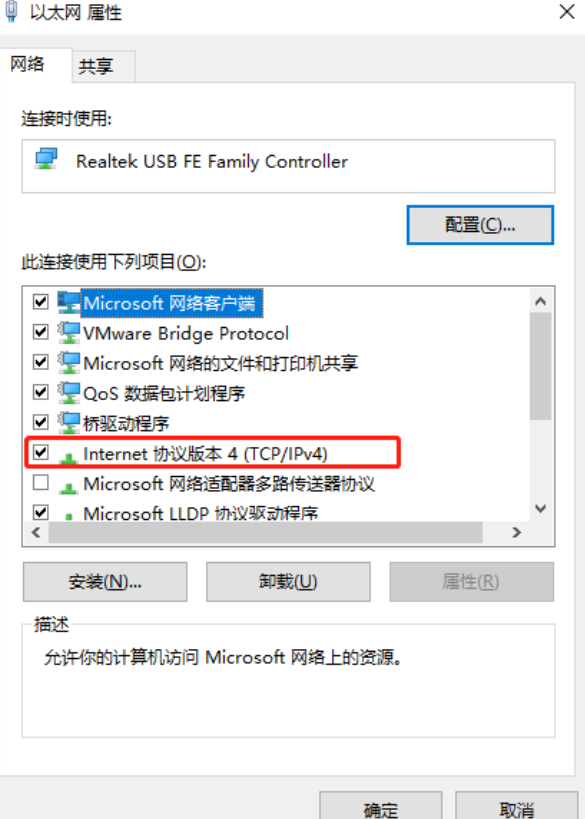 以太网 属性
网络
共享
连接时使用:
Realtek USB FE Family Controller
配置(C)...
此连接使用下列项目(O):
Microsoft 网络客户端
VMware Bridge Protocol
Microsoft 网络的文件和打印机共享
QoS 数据包计划程序
桥驱动程序
Internet 协议版本 4 (TCP/IPv4)
Microsoft 网络适配器多路传送器协议
Microsoft LLDP 协议驱动程序
安装(N)...
卸载(U)
属性(R)
描述
允许你的计算机访问 Microsoft 网络上的资源。
确定
取消